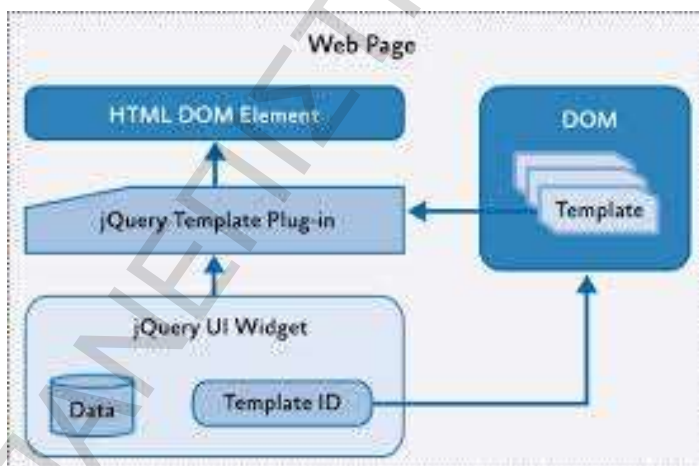 Web Page
HTML DOM Element
DOM
jQuery Template Plug-in
Template
jQuery UI Widget
Data
Template ID